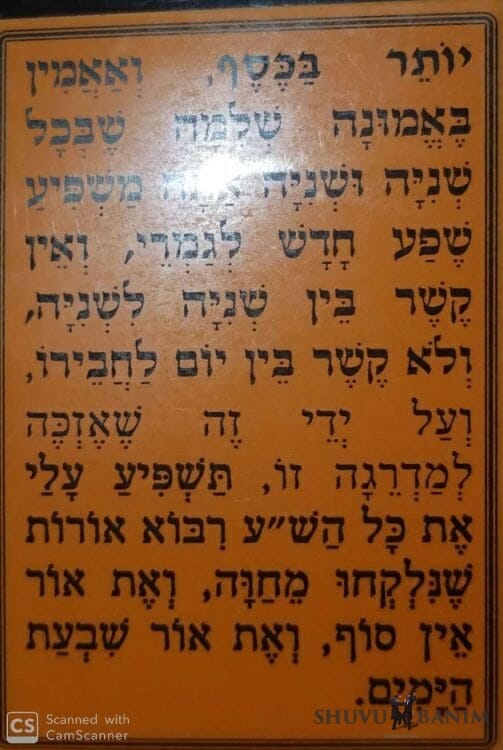 יוֹתֵר בַּכֶּסֶף, וְאַאֲמִין
בֶּאֱמוּנָה שְׁלֵמָה שֶׁבְּכָל
שְׁנִיָּה וּשְׁנִיָּה אַתָּה מַשְׁפִּיעַ
שֶׁפַע חָדָשׁ לְגַמְרֵי, וְאֵין
קֶשֶׁר בֵּין שְׁנִיָּה לִשְׁנִיָּה,
וְלֹא קֶשֶׁר בֵּין יוֹם לַחֲבֵירוֹ,
וְעַל יְדֵי זֶה שֶׁאֶזְכֶּה
לְמַדְרֵגָה זוֹ, תַּשְׁפִּיעַ עָלַי
אֶת כָּל הַשַּׁ"ע רִבּוֹא אוֹרוֹת
שֶׁנִּלְקְחוּ מֵחַוָּה, וְאֶת אוֹר
אֵין סוֹף, וְאֶת אוֹר שִׁבְעַת
הַיָּמִים.
SHUVU BANIM
CS Scanned with
CamScanner